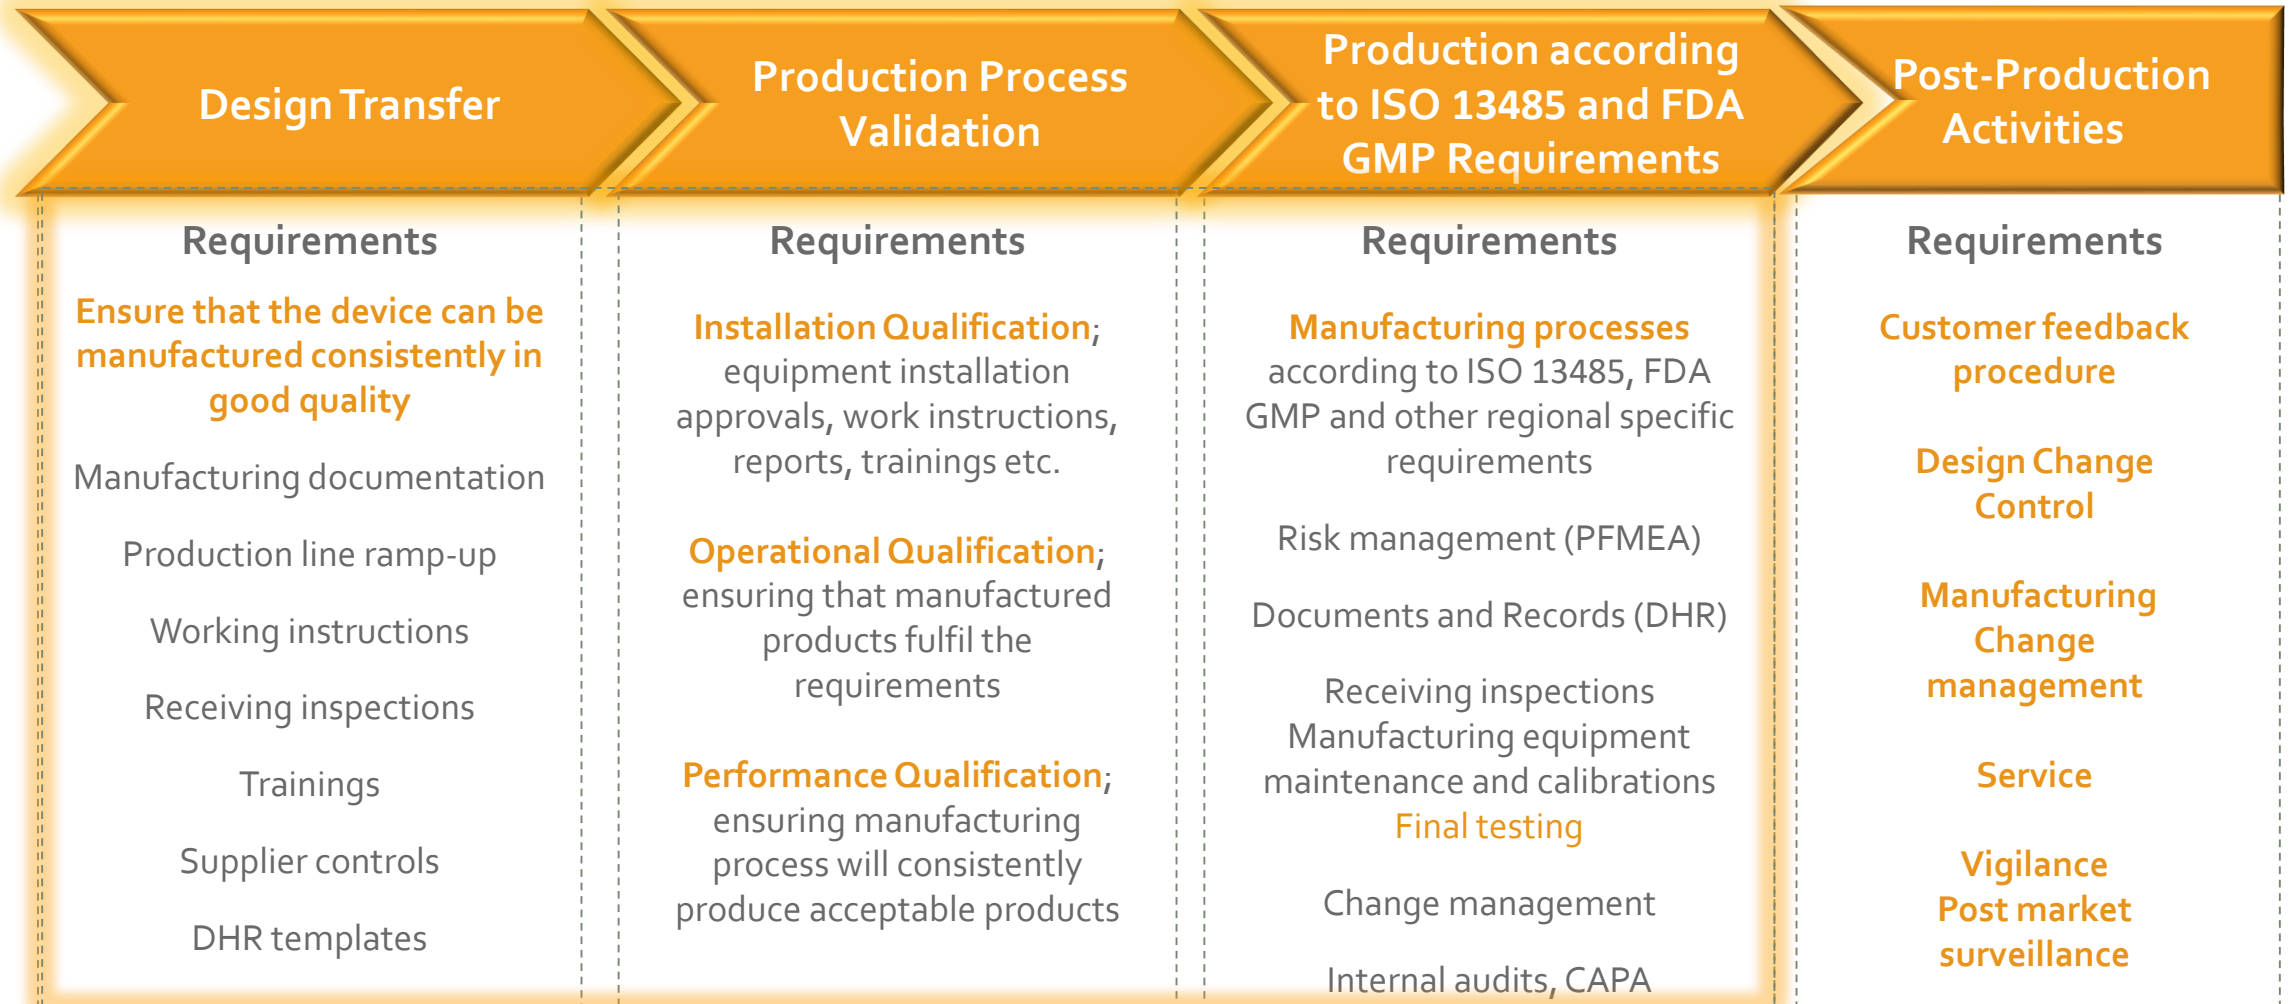 Design Transfer
Production Process
Validation
Production according
to ISO 13485 and FDA
GMP Requirements
Post-Production
Activities
Requirements
Ensure that the device can be
manufactured consistently in
good quality
Manufacturing documentation
Production line ramp-up
Working instructions
Receiving inspections
Trainings
Supplier controls
DHR templates
Requirements
Installation Qualification;
equipment installation
approvals, work instructions,
reports, trainings etc.
Operational Qualification;
ensuring that manufactured
products fulfil the
requirements
Performance Qualification;
ensuring manufacturing
process will consistently
produce acceptable products
Requirements
Manufacturing processes
according to ISO 13485, FDA
GMP and other regional specific
requirements
Risk management (PFMEA)
Documents and Records (DHR)
Receiving inspections
Manufacturing equipment
maintenance and calibrations
Final testing
Change management
Internal audits, CAPA
Requirements
Customer feedback
procedure
Design Change
Control
Manufacturing
Change
management
Service
Vigilance
Post market
surveillance